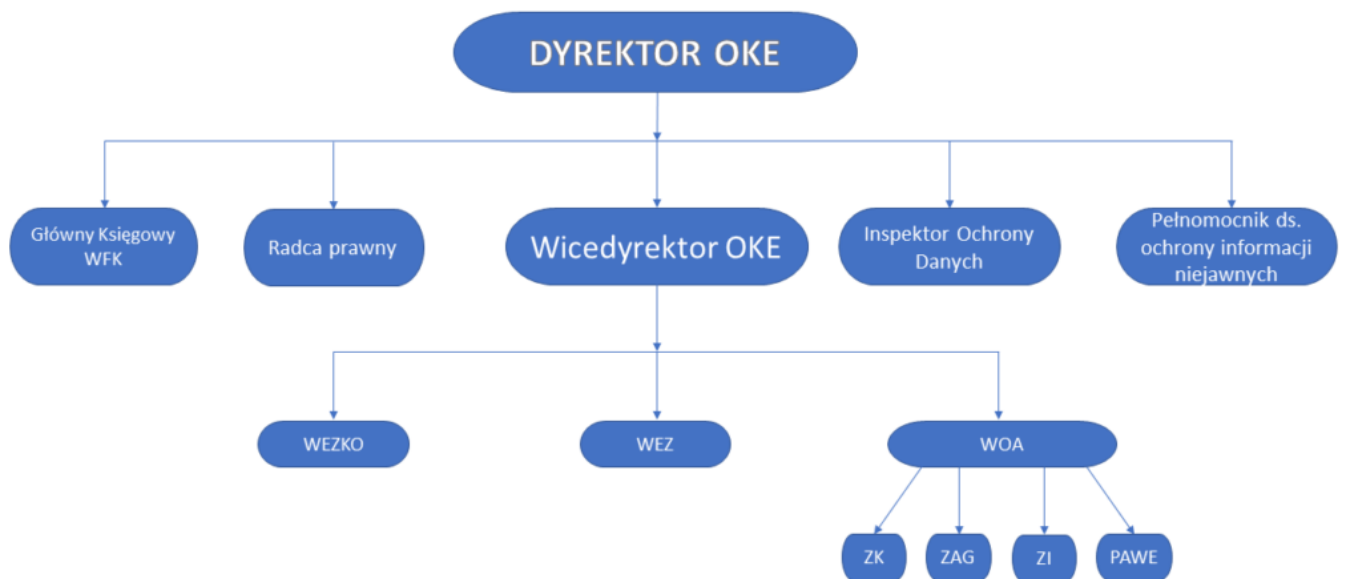 DYREKTOR OKE
Główny Księgowy
WFK
Radca prawny
Wicedyrektor OKE
Inspektor Ochrony
Danych
Pełnomocnik ds.
ochrony informacji
niejawnych
WEZKO
WEZ
WOA
ZK
ZAG
ZI
PAWE